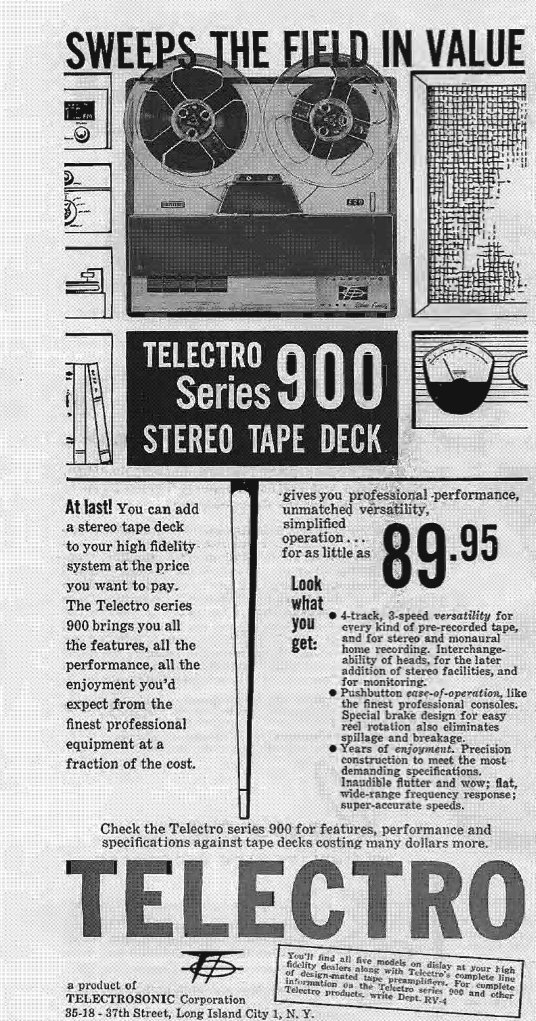 SWEEPS THE FIELD IN VALUE
TELECTRO
Series 900
STEREO TAPE DECK
At last! You can add
a stereo tape deck
to your high fidelity
system at the price
you want to pay.
The Telectro series
900 brings you all
the features, all the
performance, all the
enjoyment you'd
expect from the
finest professional
equipment at a
fraction of the cost.
gives you professional performance,
unmatched versatility,
simplified
operation...
for as little as 89.95
Look
what
you
get:
● 4-track, 3-speed versatility for
every kind of pre-recorded tape,
and for stereo and monaural
home recording. Interchange-
ability of heads, for the later
addition of stereo facilities, and
for monitoring.
● Pushbutton ease-of-operation, like
the finest professional consoles.
Special brake design for easy
reel rotation also eliminates
spillage and breakage.
● Years of enjoyment. Precision
construction to meet the most
demanding specifications.
Inaudible flutter and wow; flat,
wide-range frequency response;
super-accurate speeds.
Check the Telectro series 900 for features, performance and
specifications against tape decks costing many dollars more.
TELECTRO
a product of
TELECTROSONIC Corporation
35-18 - 37th Street, Long Island City 1, N. Y.
You'll find all five models on dislay at your high
fidelity dealers along with Telectro's complete line
of design-mated tape preamplifiers. For complete
information on the Telectro series 900 and other
Telectro products, write Dept. RV-4